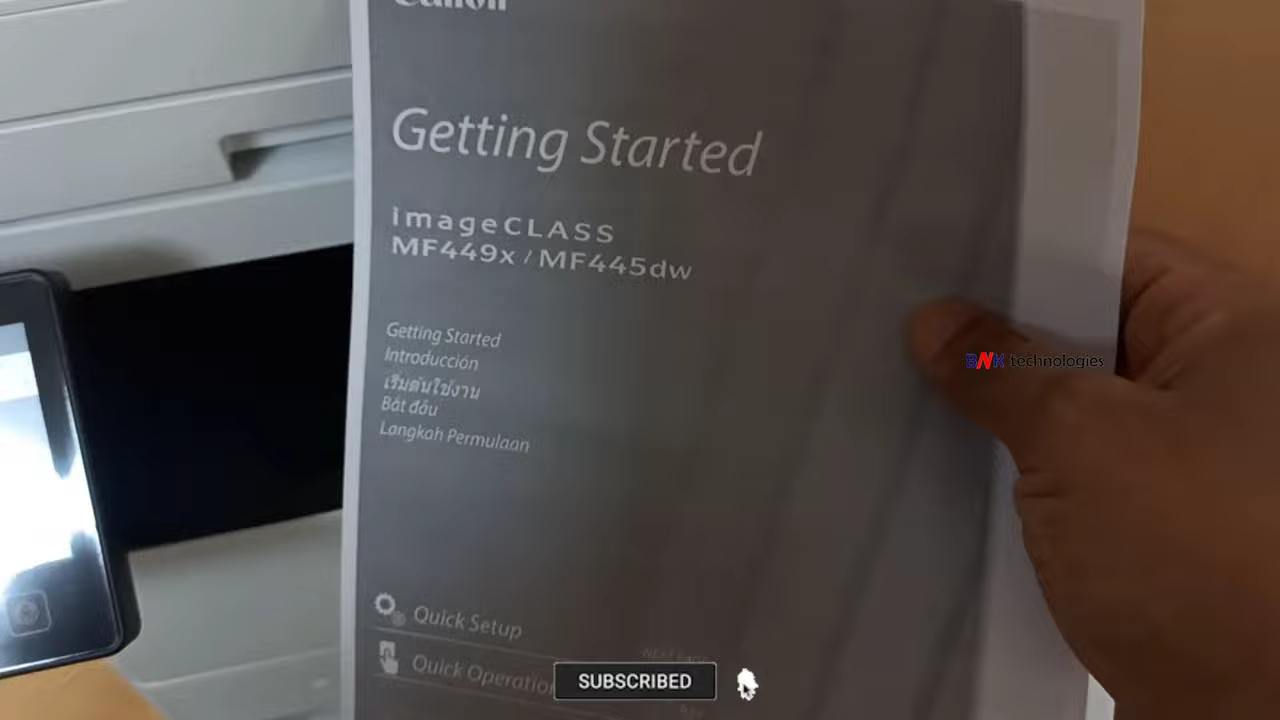 Canon
Getting Started
imageCLASS
MF449x / MF445dw
Getting Started
Introducción
เริ่มต้นใช้งาน
Bắt đầu
Langkah Permulaan
BNK technologies
Quick Setup
Quick Operation
SUBSCRIBED